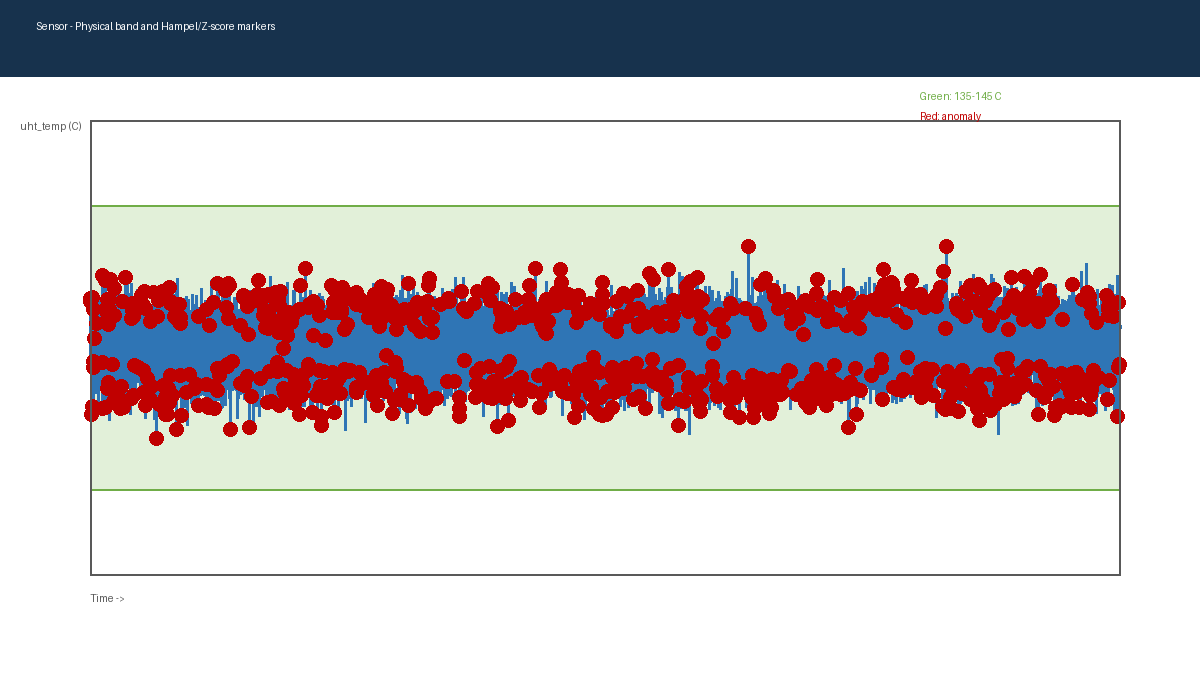 Sensor - Physical band and Hampel/Z-score markers
Green: 135-145 C
Red: anomaly
uht_temp (C)
Time ->